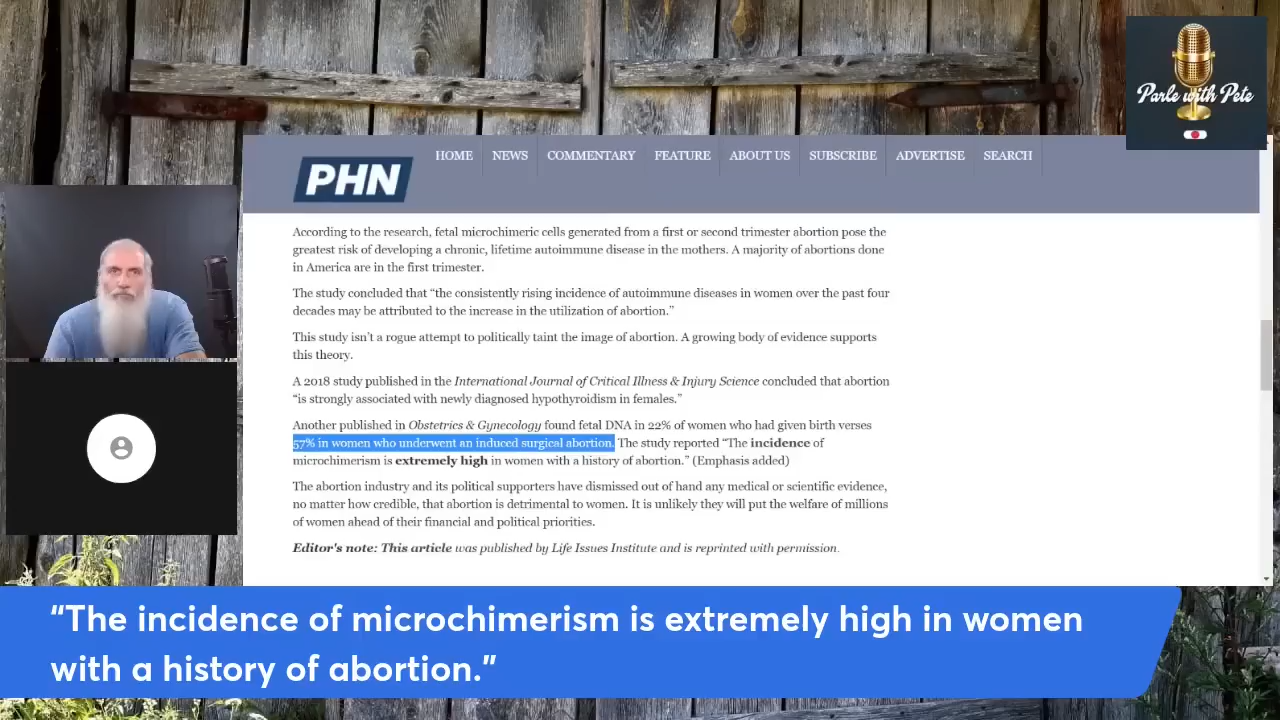 Parle with Pete
HOME NEWS COMMENTARY FEATURE ABOUT US SUBSCRIBE ADVERTISE SEARCH
PHN
According to the research, fetal microchimeric cells generated from a first or second trimester abortion pose the
greatest risk of developing a chronic, lifetime autoimmune disease in the mothers. A majority of abortions done
in America are in the first trimester.
The study concluded that “the consistently rising incidence of autoimmune diseases in women over the past four
decades may be attributed to the increase in the utilization of abortion.”
This study isn’t a rogue attempt to politically taint the image of abortion. A growing body of evidence supports
this theory.
A 2018 study published in the International Journal of Critical Illness & Injury Science concluded that abortion
“is strongly associated with newly diagnosed hypothyroidism in females.”
Another published in Obstetrics & Gynecology found fetal DNA in 22% of women who had given birth verses
57% in women who underwent an induced surgical abortion. The study reported “The incidence of
microchimerism is extremely high in women with a history of abortion.” (Emphasis added)
The abortion industry and its political supporters have dismissed out of hand any medical or scientific evidence,
no matter how credible, that abortion is detrimental to women. It is unlikely they will put the welfare of millions
of women ahead of their financial and political priorities.
Editor's note: This article was published by Life Issues Institute and is reprinted with permission.
“The incidence of microchimerism is extremely high in women
with a history of abortion.”